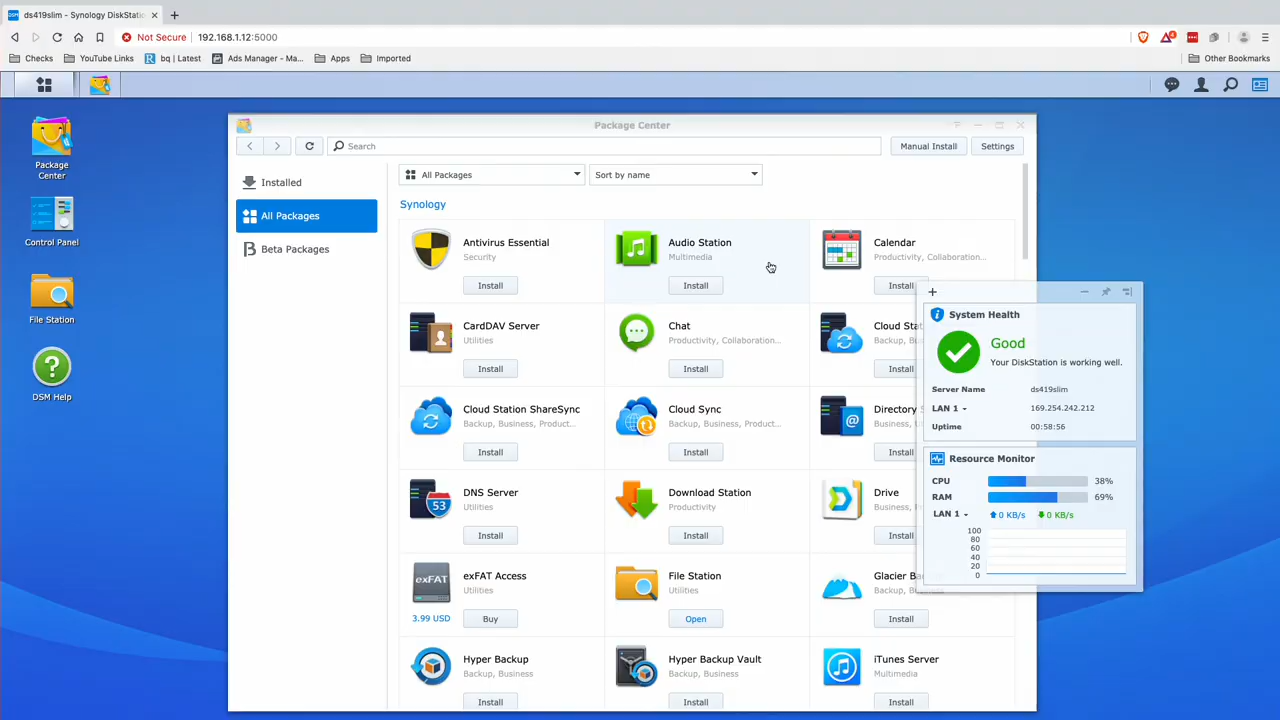 ds419slim - Synology DiskStatio
Not Secure 192.168.1.12:5000
4
Checks YouTube Links bq | Latest Ads Manager - Ma... Apps Imported Other Bookmarks
Package Center
Control Panel
File Station
DSM Help
Package Center
Search
Manual Install Settings
Installed
All Packages
Beta Packages
All Packages Sort by name
Synology
Antivirus Essential
Security
Install
Audio Station
Multimedia
Install
Calendar
Productivity, Collaboration...
Install
CardDAV Server
Utilities
Install
Chat
Productivity, Collaboration...
Install
Cloud Sta
Backup, Bu
Install
Cloud Station ShareSync
Backup, Business, Product...
Install
Cloud Sync
Backup, Business, Product...
Install
Directory S
Business, U
Install
53
DNS Server
Utilities
Install
Download Station
Productivity
Install
Drive
Business, P
Install
exFAT
exFAT Access
Utilities
3.99 USD Buy
File Station
Utilities
Open
Glacier Ba
Backup, Business
Install
Hyper Backup
Backup, Business
Install
Hyper Backup Vault
Backup, Business
Install
iTunes Server
Multimedia
Install
System Health
Good
Your DiskStation is working well.
Server Name ds419slim
LAN 1 169.254.242.212
Uptime 00:58:56
Resource Monitor
CPU 38%
RAM 69%
LAN 1 0 KB/s 0 KB/s
100
80
60
40
20
0